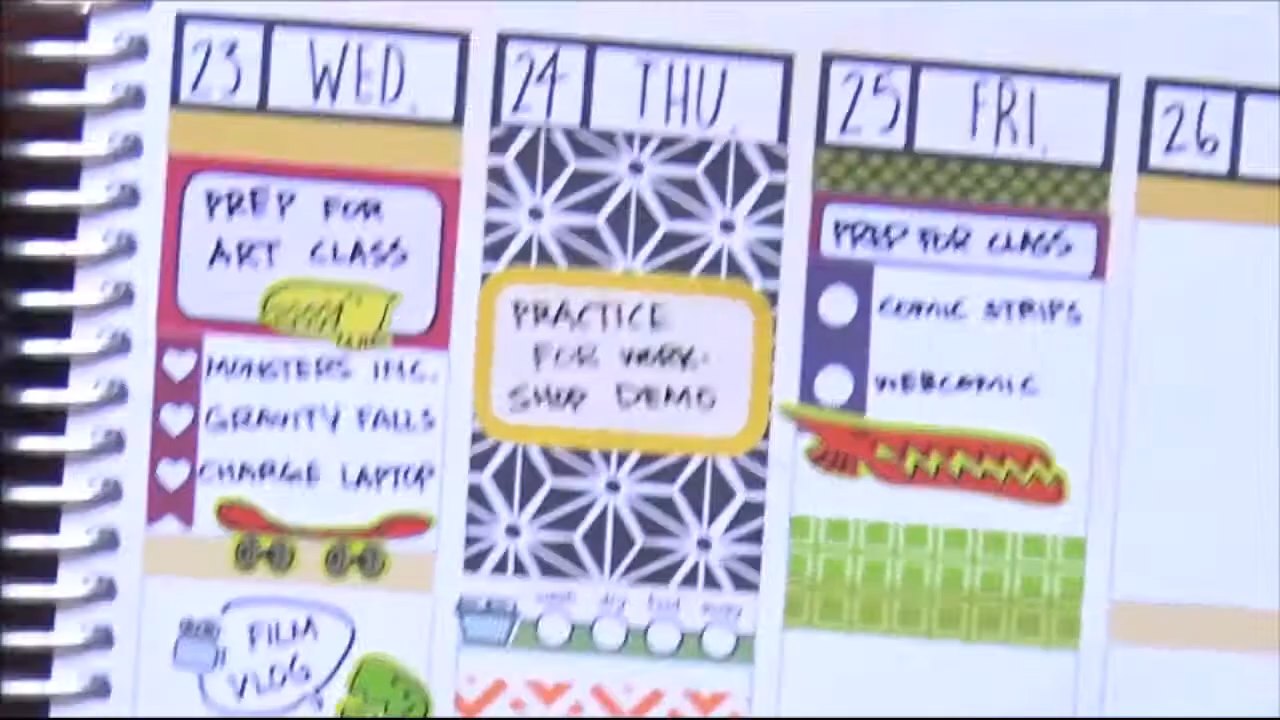 23 WED.
PREP FOR
ART CLASS
MONSTERS INC.
GRAVITY FALLS
CHARGE LAPTOP
FILM
VLOG
24 THU.
PRACTICE
FOR WORK-
SHOP DEMO
25 FRI.
PREP FOR CLASS
COMIC STRIPS
WEBCOMIC
26